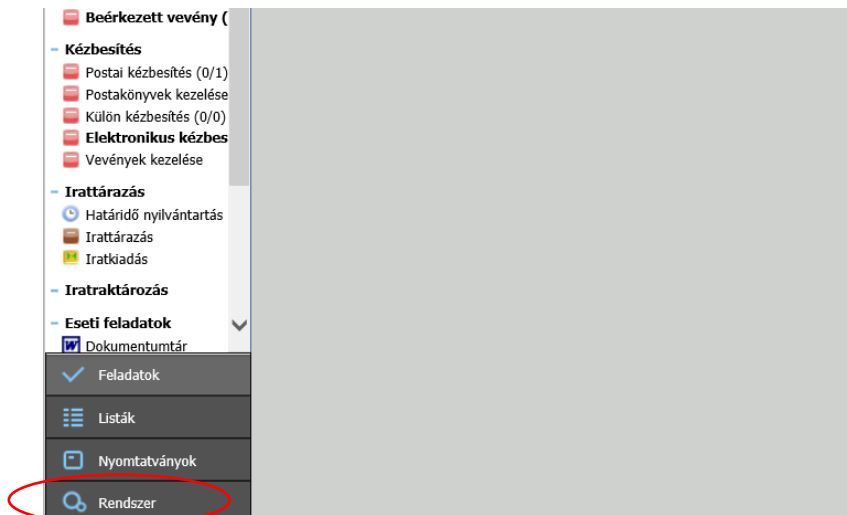 Beérkezett vevény (
Kézbesítés
Postai kézbesítés (0/1)
Postakönyvek kezelése
Külön kézbesítés (0/0)
Elektronikus kézbes
Vevények kezelése
Irattárazás
Határidő nyilvántartás
Irattárazás
Iratkiadás
Iratraktározás
Eseti feladatok
Dokumentumtár
Feladatok
Listák
Nyomtatványok
Rendszer